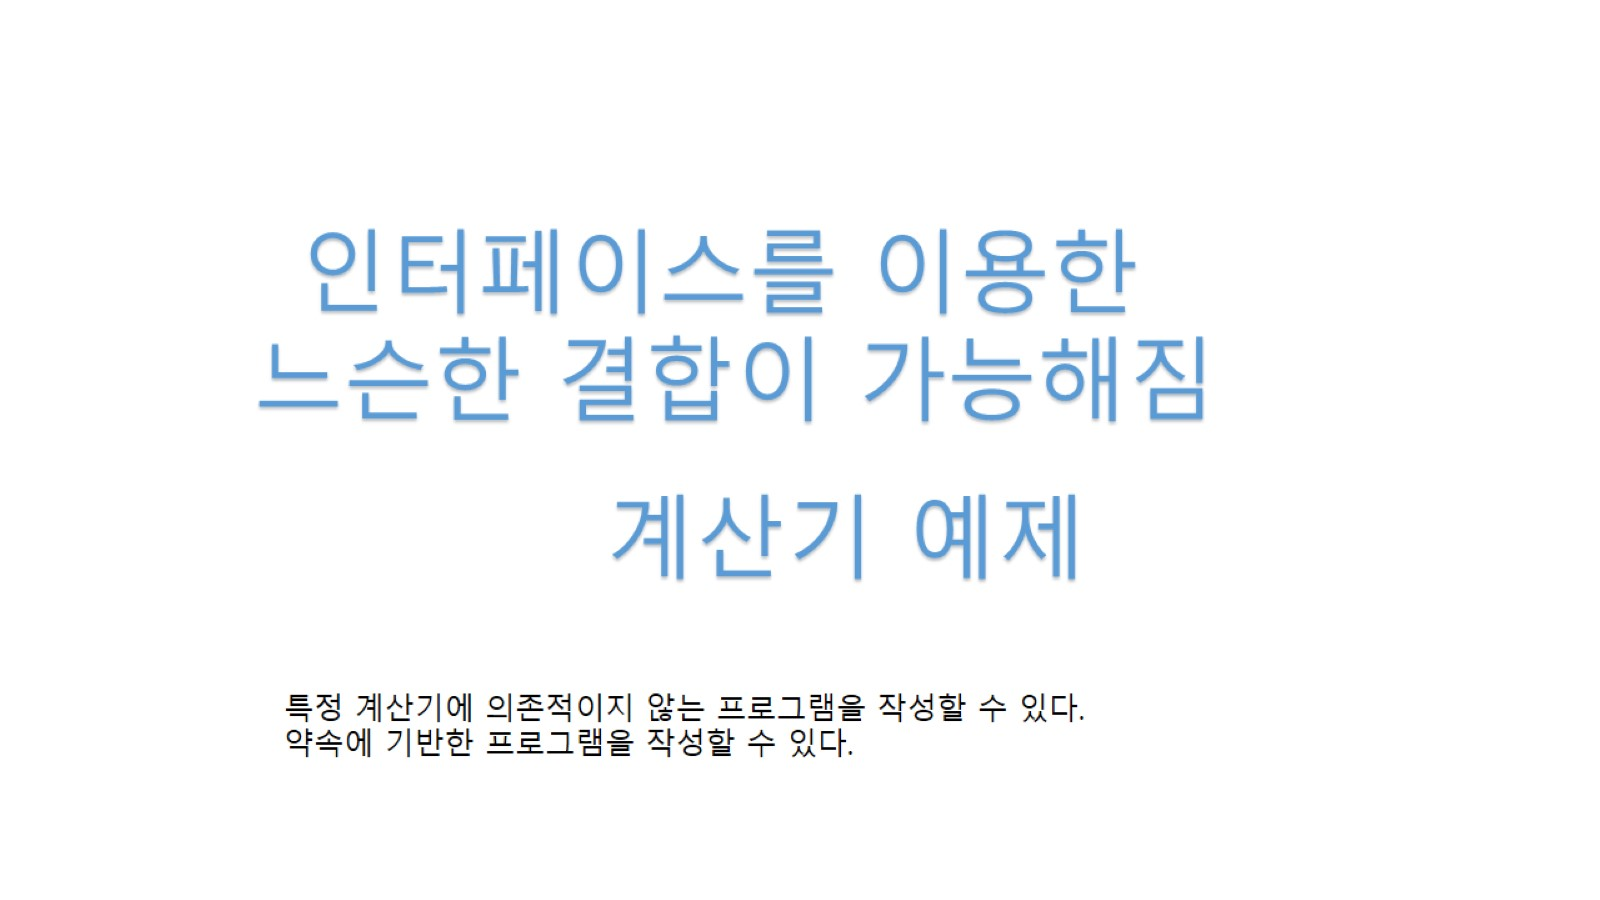 인터페이스를 이용한
느슨한 결합이 가능해짐
계산기 예제
특정 계산기에 의존적이지 않는 프로그램을 작성할 수 있다.
약속에 기반한 프로그램을 작성할 수 있다.